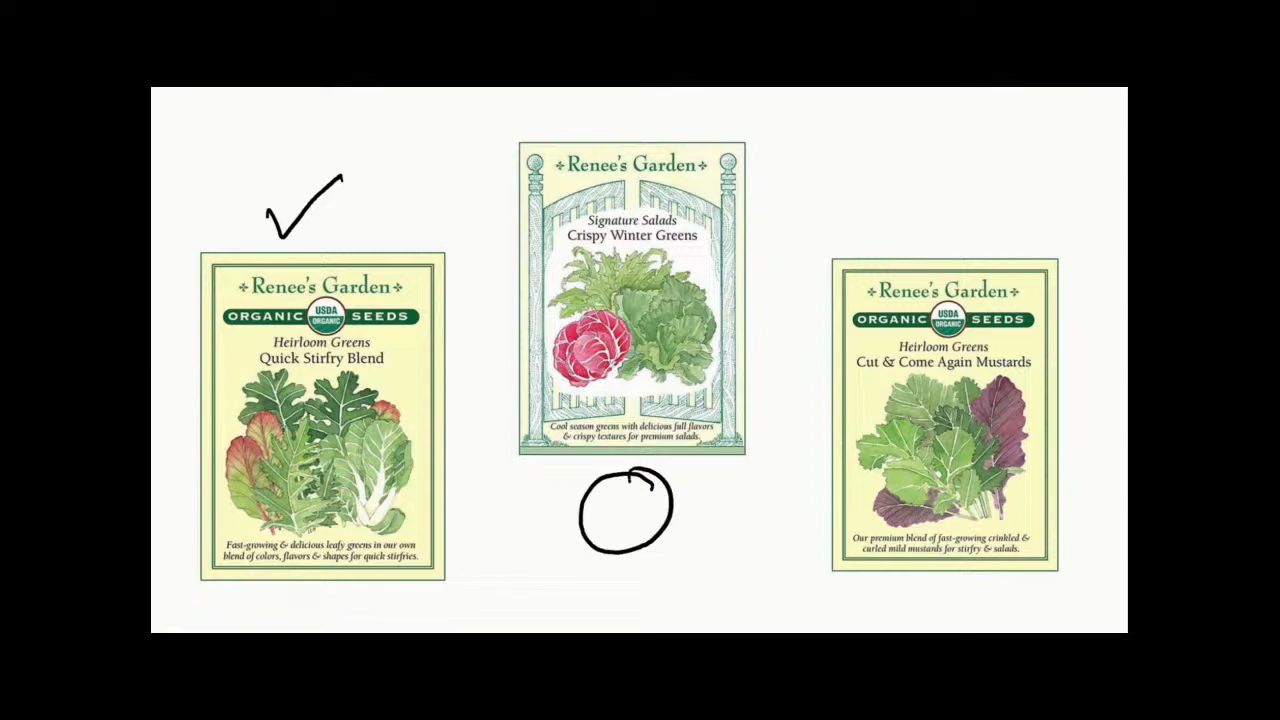 Renee's Garden
ORGANIC USDA ORGANIC SEEDS
Heirloom Greens
Quick Stirfry Blend
Fast-growing & delicious leafy greens in our own
blend of colors, flavors & shapes for quick stirfries.
Renee's Garden
Signature Salads
Crispy Winter Greens
Cool season greens with delicious full flavors
& crispy textures for premium salads.
Renee's Garden
ORGANIC USDA ORGANIC SEEDS
Heirloom Greens
Cut & Come Again Mustards
Our premium blend of fast-growing crinkled &
curled mild mustards for stirfry & salads.